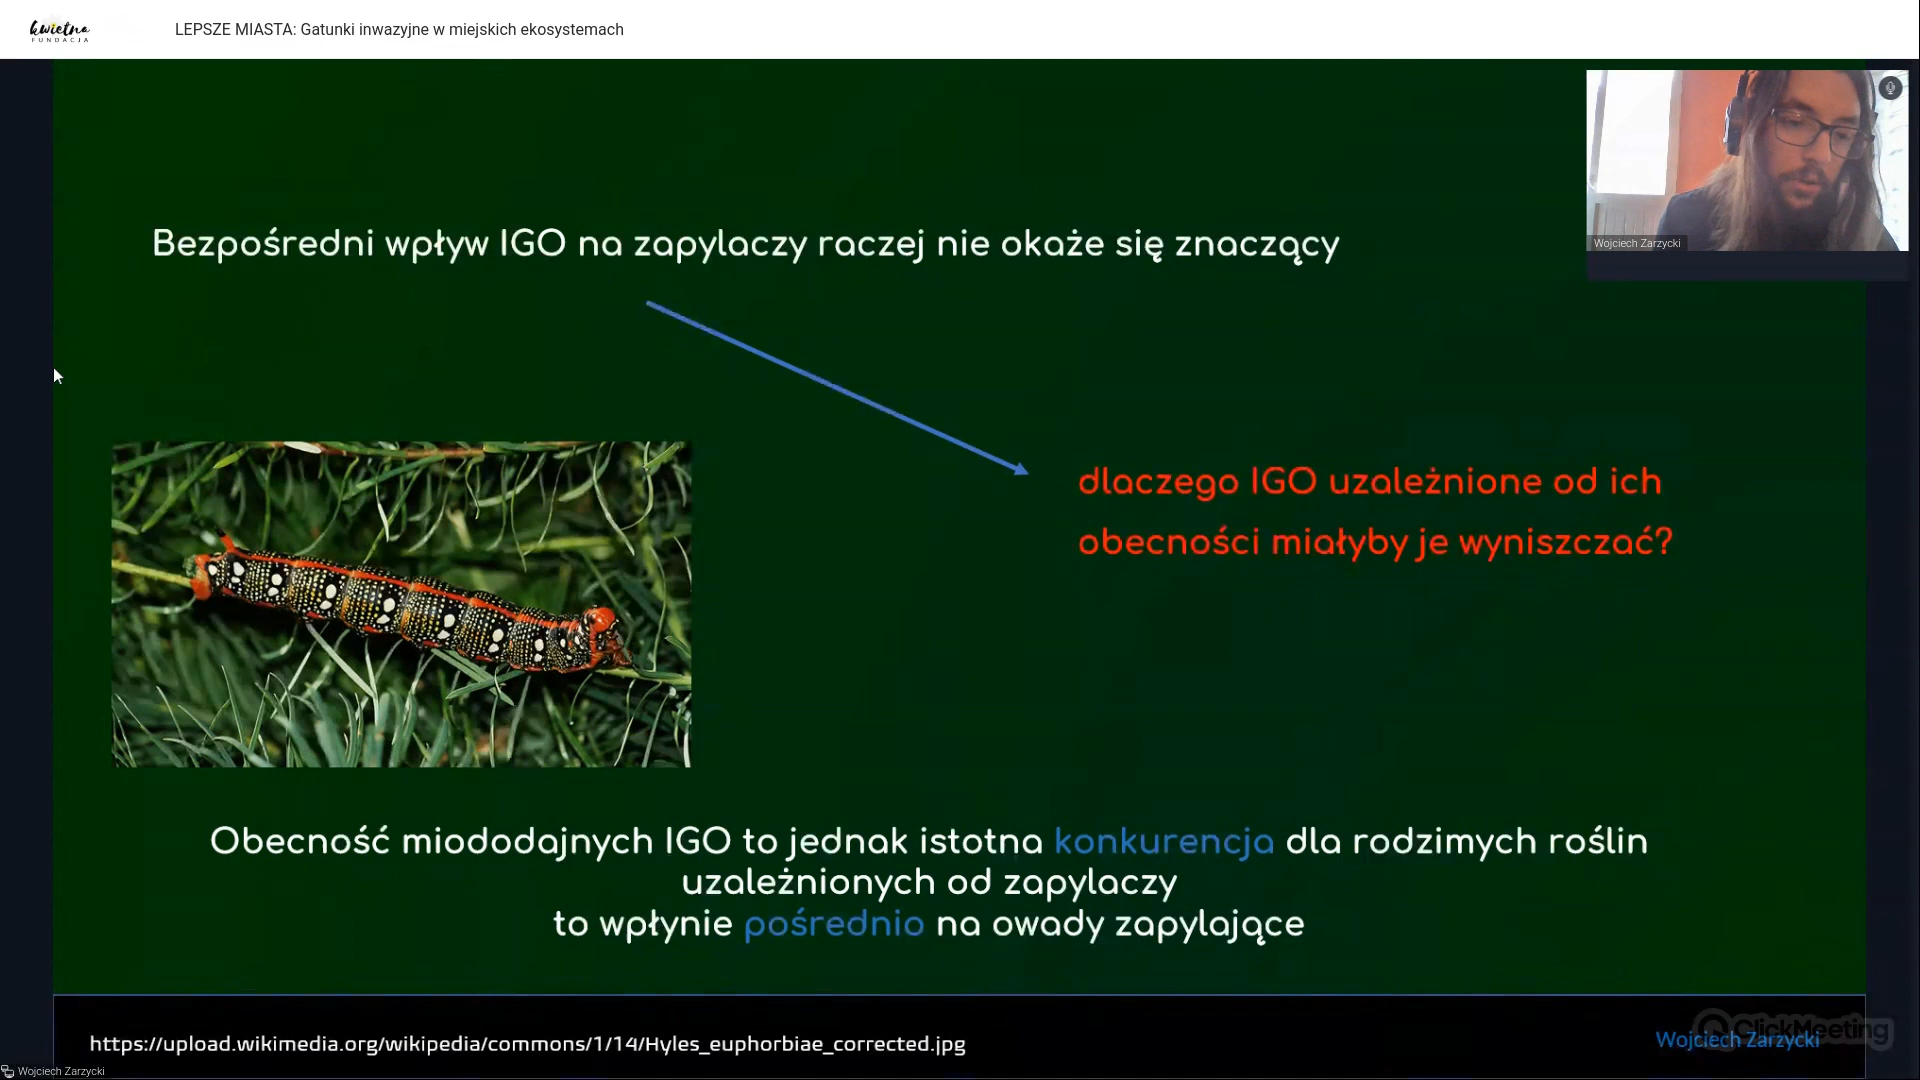 kwietna
FUNDACJA
LEPSZE MIASTA: Gatunki inwazyjne w miejskich ekosystemach
Wojciech Zarzycki
Bezpośredni wpływ IGO na zapylaczy raczej nie okaże się znaczący
dlaczego IGO uzależnione od ich
obecności miałyby je wyniszczać?
Obecność miododajnych IGO to jednak istotna konkurencja dla rodzimych roślin
uzależnionych od zapylaczy
to wpłynie pośrednio na owady zapylające
https://upload.wikimedia.org/wikipedia/commons/1/14/Hyles_euphorbiae_corrected.jpg
ClickMeeting
Wojciech Zarzycki
Wojciech Zarzycki